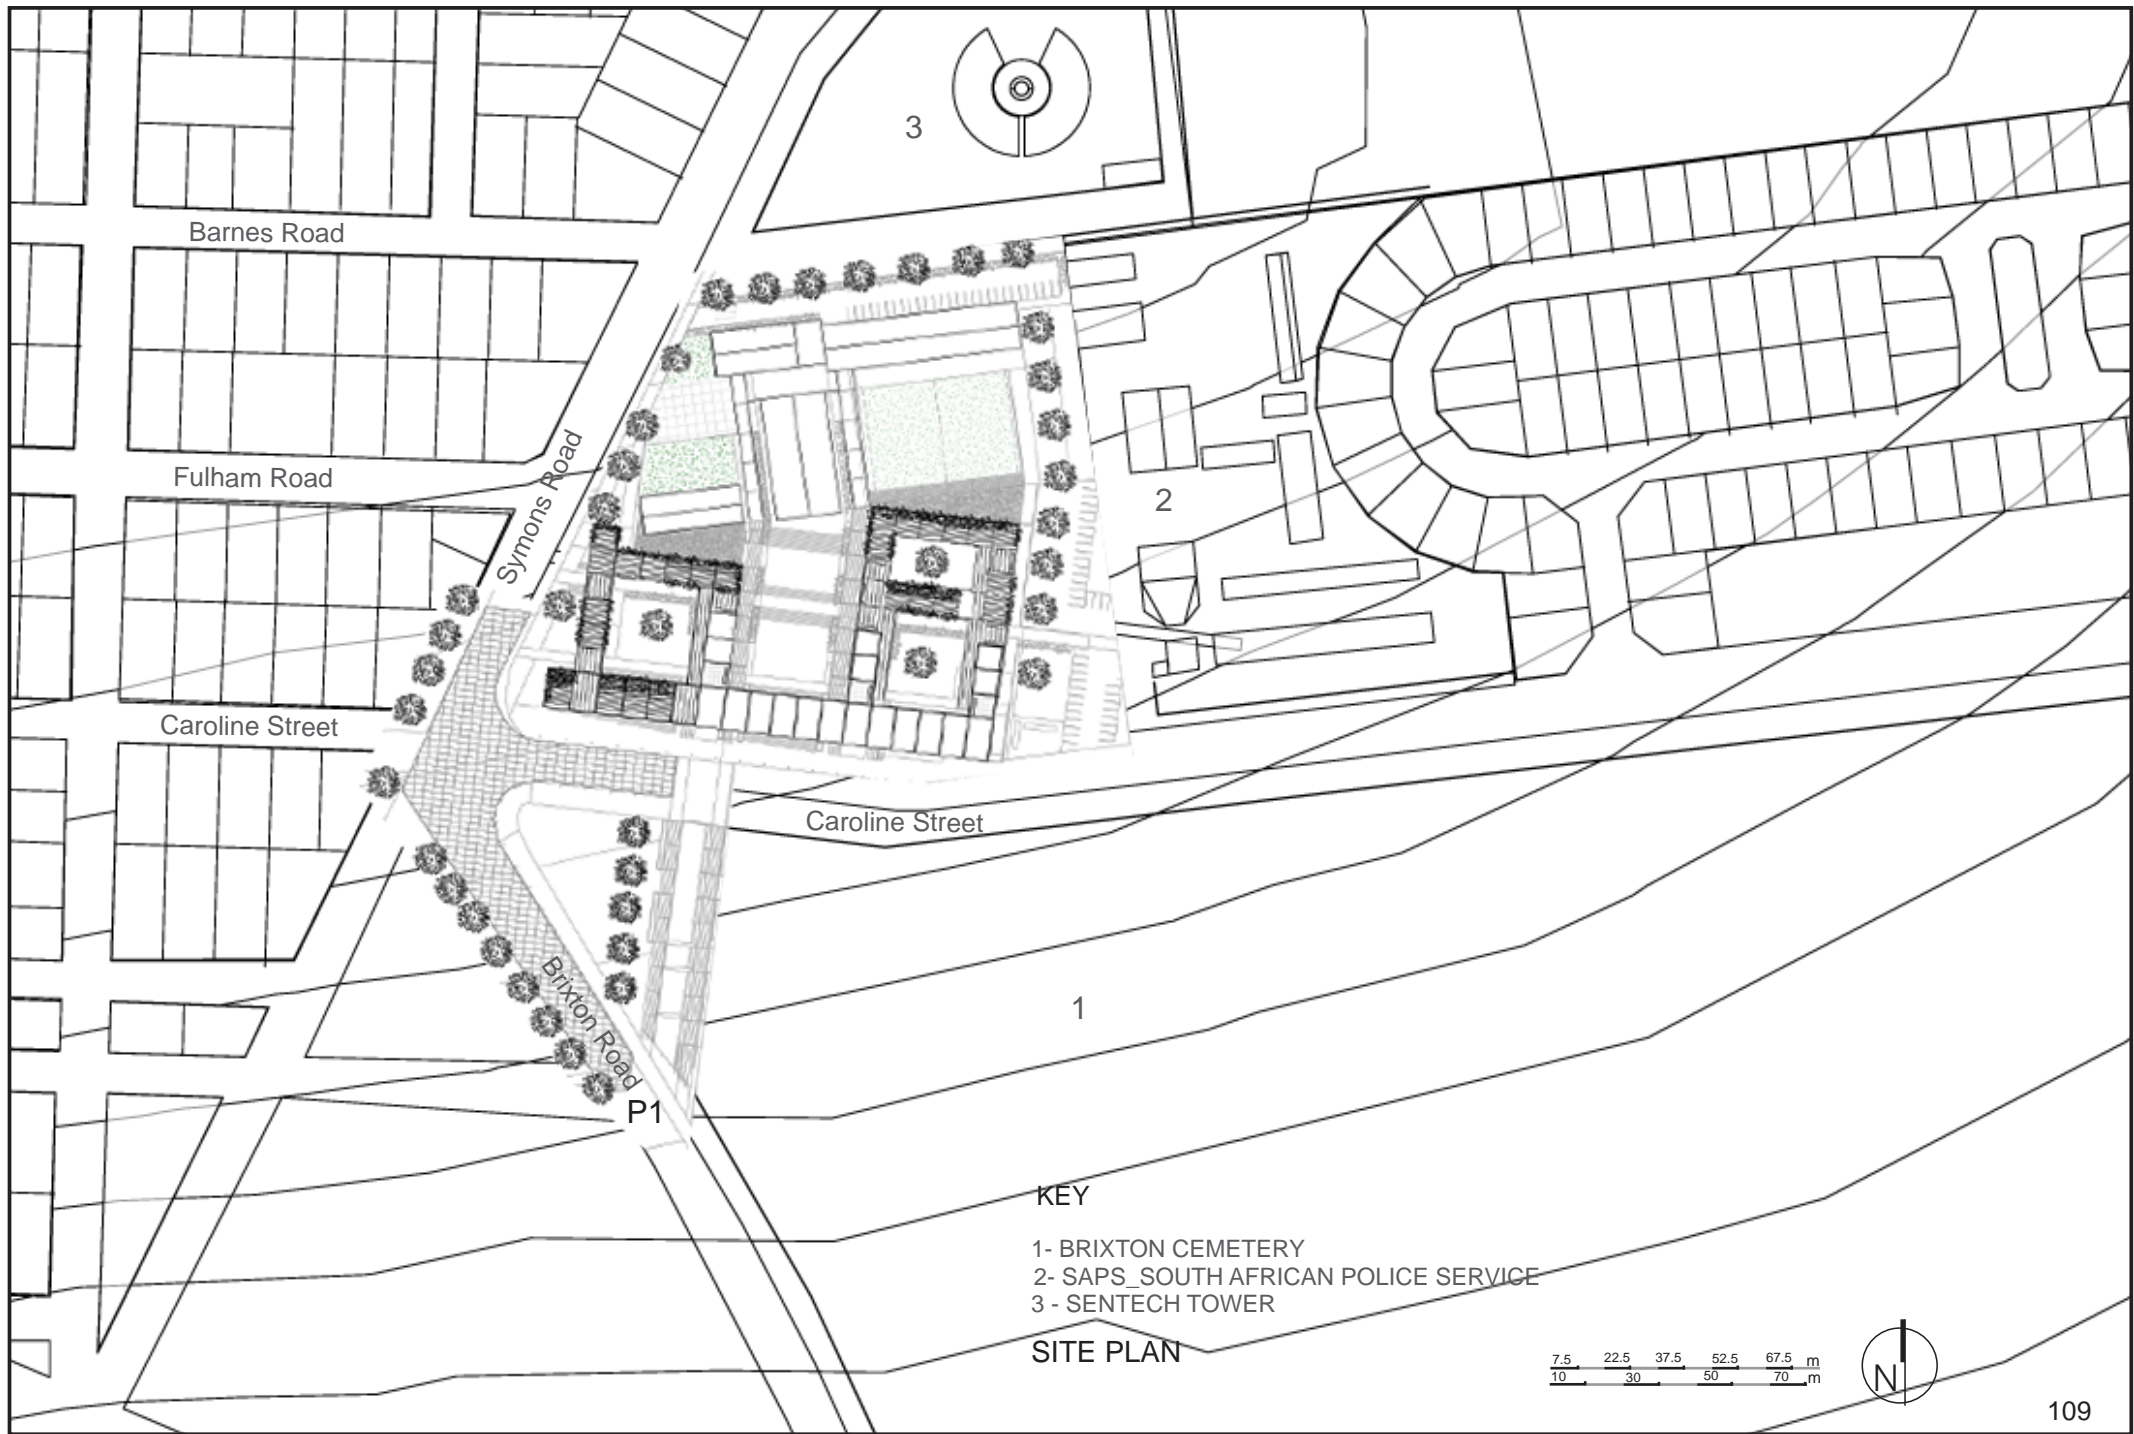 3
Barnes Road
Fulham Road
Symons Road
2
Caroline Street
Caroline Street
Brixton Road
1
P1
KEY
1- BRIXTON CEMETERY
2- SAPS_SOUTH AFRICAN POLICE SERVICE
3 - SENTECH TOWER
SITE PLAN
7.5 22.5 37.5 52.5 67.5 m
10 30 50 70 m
N
109